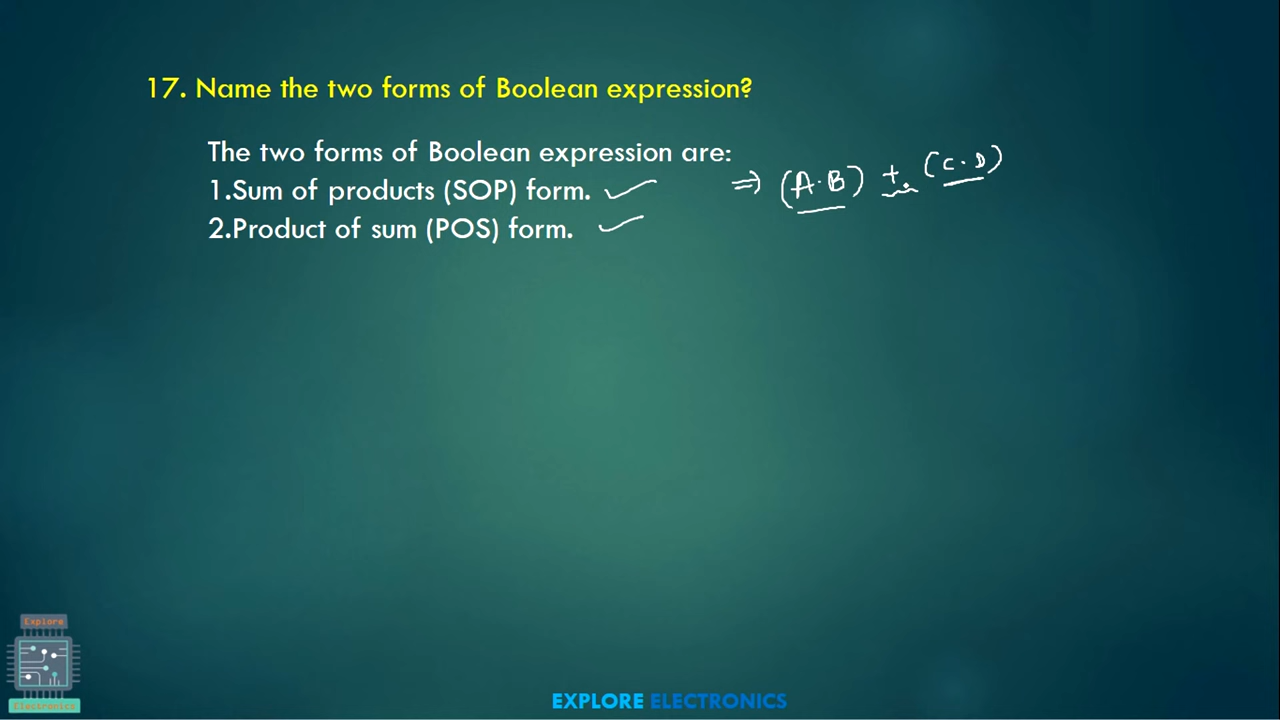 17. Name the two forms of Boolean expression?
The two forms of Boolean expression are:
1.Sum of products (SOP) form. ⇒ (A·B) + (C·D)
2.Product of sum (POS) form.
Explore
Electronics
EXPLORE ELECTRONICS